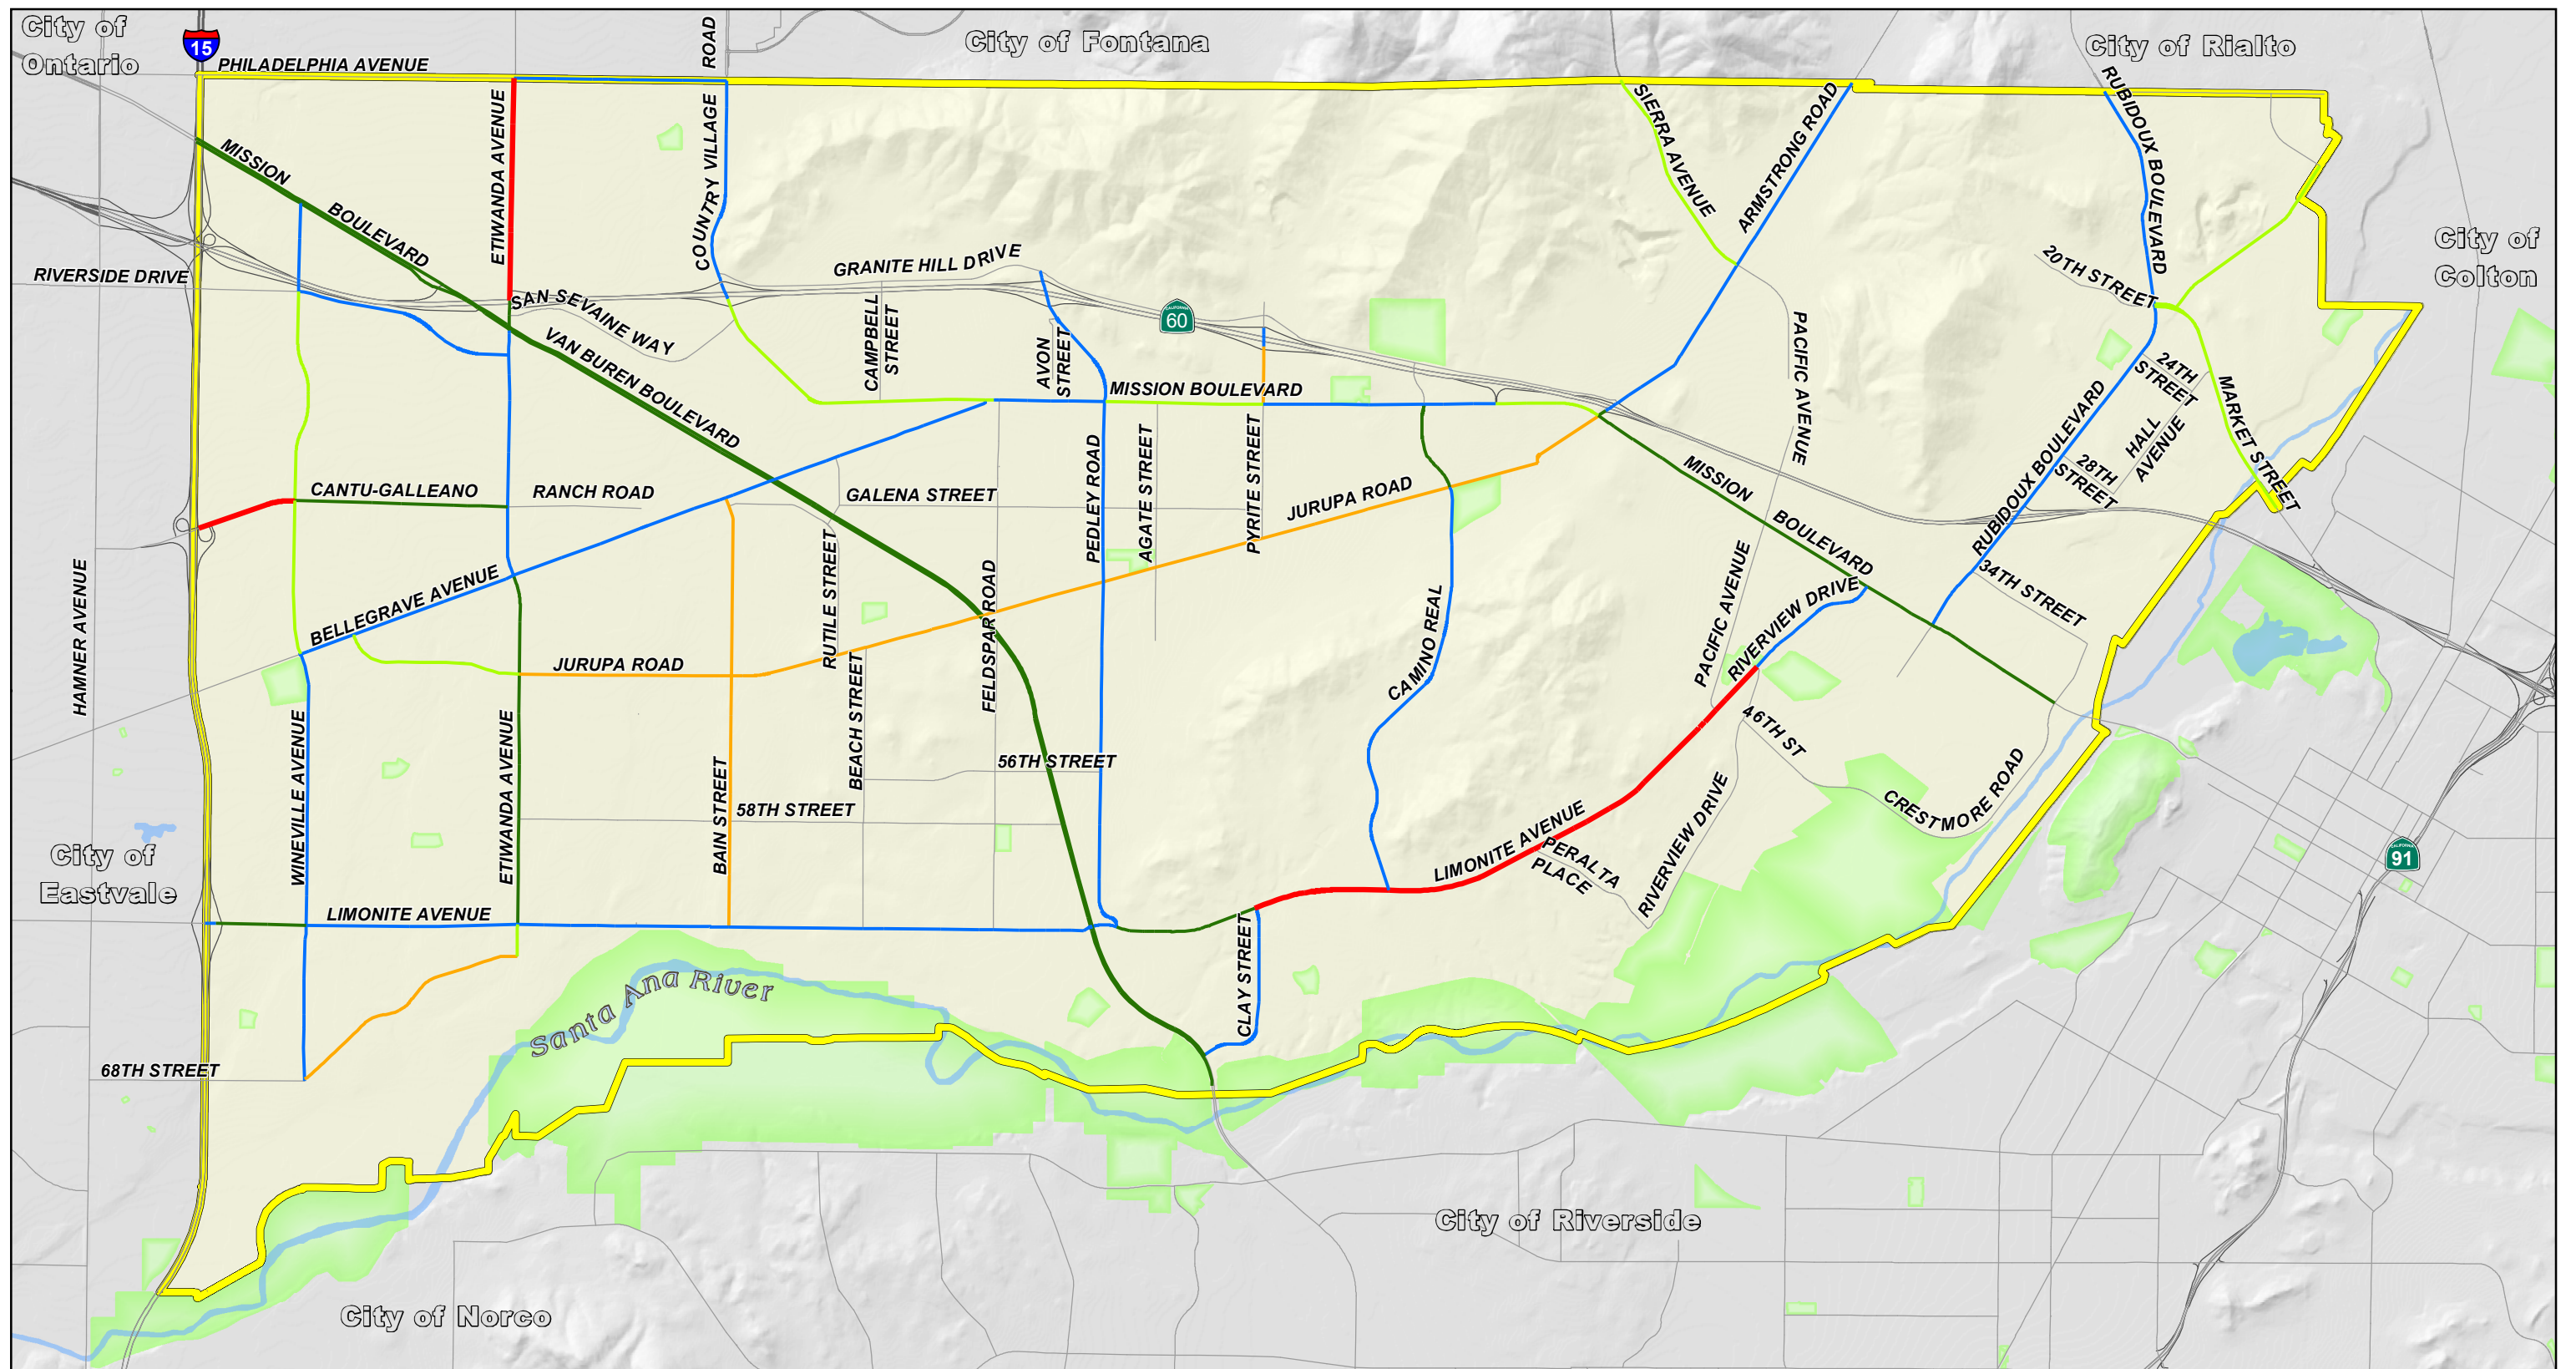 City of
Ontario
15
PHILADELPHIA AVENUE
ROAD
City of Fontana
City of Rialto
MISSION
BOULEVARD
ETIWANDA AVENUE
COUNTRY VILLAGE
SIERRA AVENUE
ARMSTRONG ROAD
RUBIDOUX BOULEVARD
City of
Colton
RIVERSIDE DRIVE
GRANITE HILL DRIVE
20TH STREET
SAN SEVAINE WAY
CALIFORNIA
60
VAN BUREN BOULEVARD
CAMPBELL
STREET
AVON
STREET
MISSION BOULEVARD
PACIFIC AVENUE
24TH
STREET
HALL
AVENUE
MARKET STREET
28TH
STREET
RUBIDOUX BOULEVARD
CANTU-GALLEANO
RANCH ROAD
GALENA STREET
PEDLEY ROAD
AGATE STREET
PYRITE STREET
JURUPA ROAD
MISSION
BOULEVARD
34TH STREET
HAMNER AVENUE
BELLEGRAVE AVENUE
JURUPA ROAD
RUTILE STREET
FELDSPAR ROAD
CAMINO REAL
PACIFIC AVENUE
RIVERVIEW DRIVE
46TH ST
WINEVILLE AVENUE
ETIWANDA AVENUE
BAIN STREET
BEACH STREET
56TH STREET
58TH STREET
LIMONITE AVENUE
PERALTA
PLACE
RIVERVIEW DRIVE
CRESTMORE ROAD
City of
Eastvale
CALIFORNIA
91
LIMONITE AVENUE
CLAY STREET
Santa Ana River
68TH STREET
City of Riverside
City of Norco